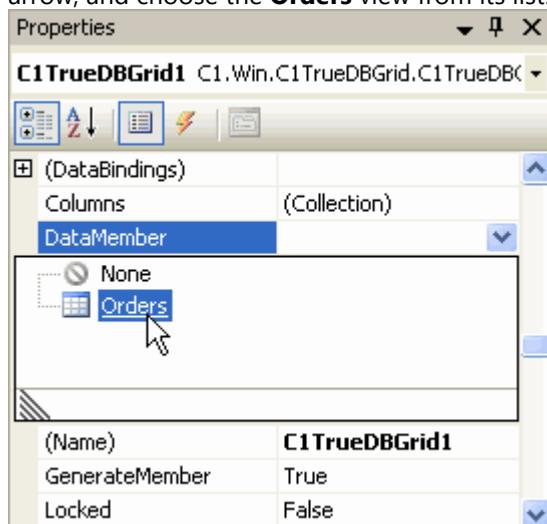 arrow, and choose the Orders view from its list.
Properties
C1TrueDBGrid1 C1.Win.C1TrueDBGrid.C1TrueDB
(DataBindings)
Columns (Collection)
DataMember
None
Orders
(Name) C1TrueDBGrid1
GenerateMember True
Locked False